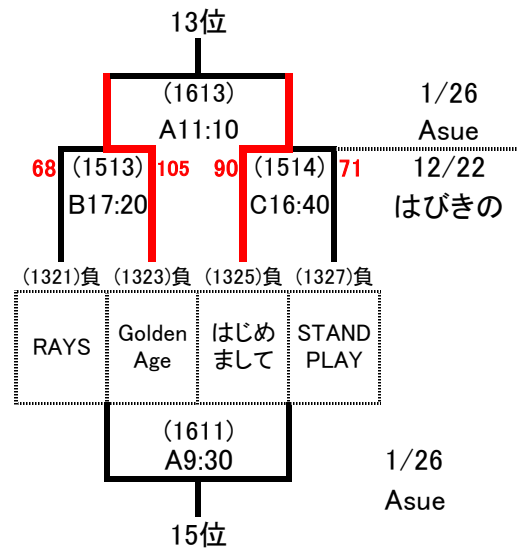 13位
(1613)
A11:10
1/26
Asue
68 (1513) 105 90 (1514) 71
12/22
B17:20 C16:40
はびきの
(1321)負 (1323)負 (1325)負 (1327)負
RAYS
Golden
Age
はじめ
まして
STAND
PLAY
(1611)
A9:30
1/26
Asue
15位